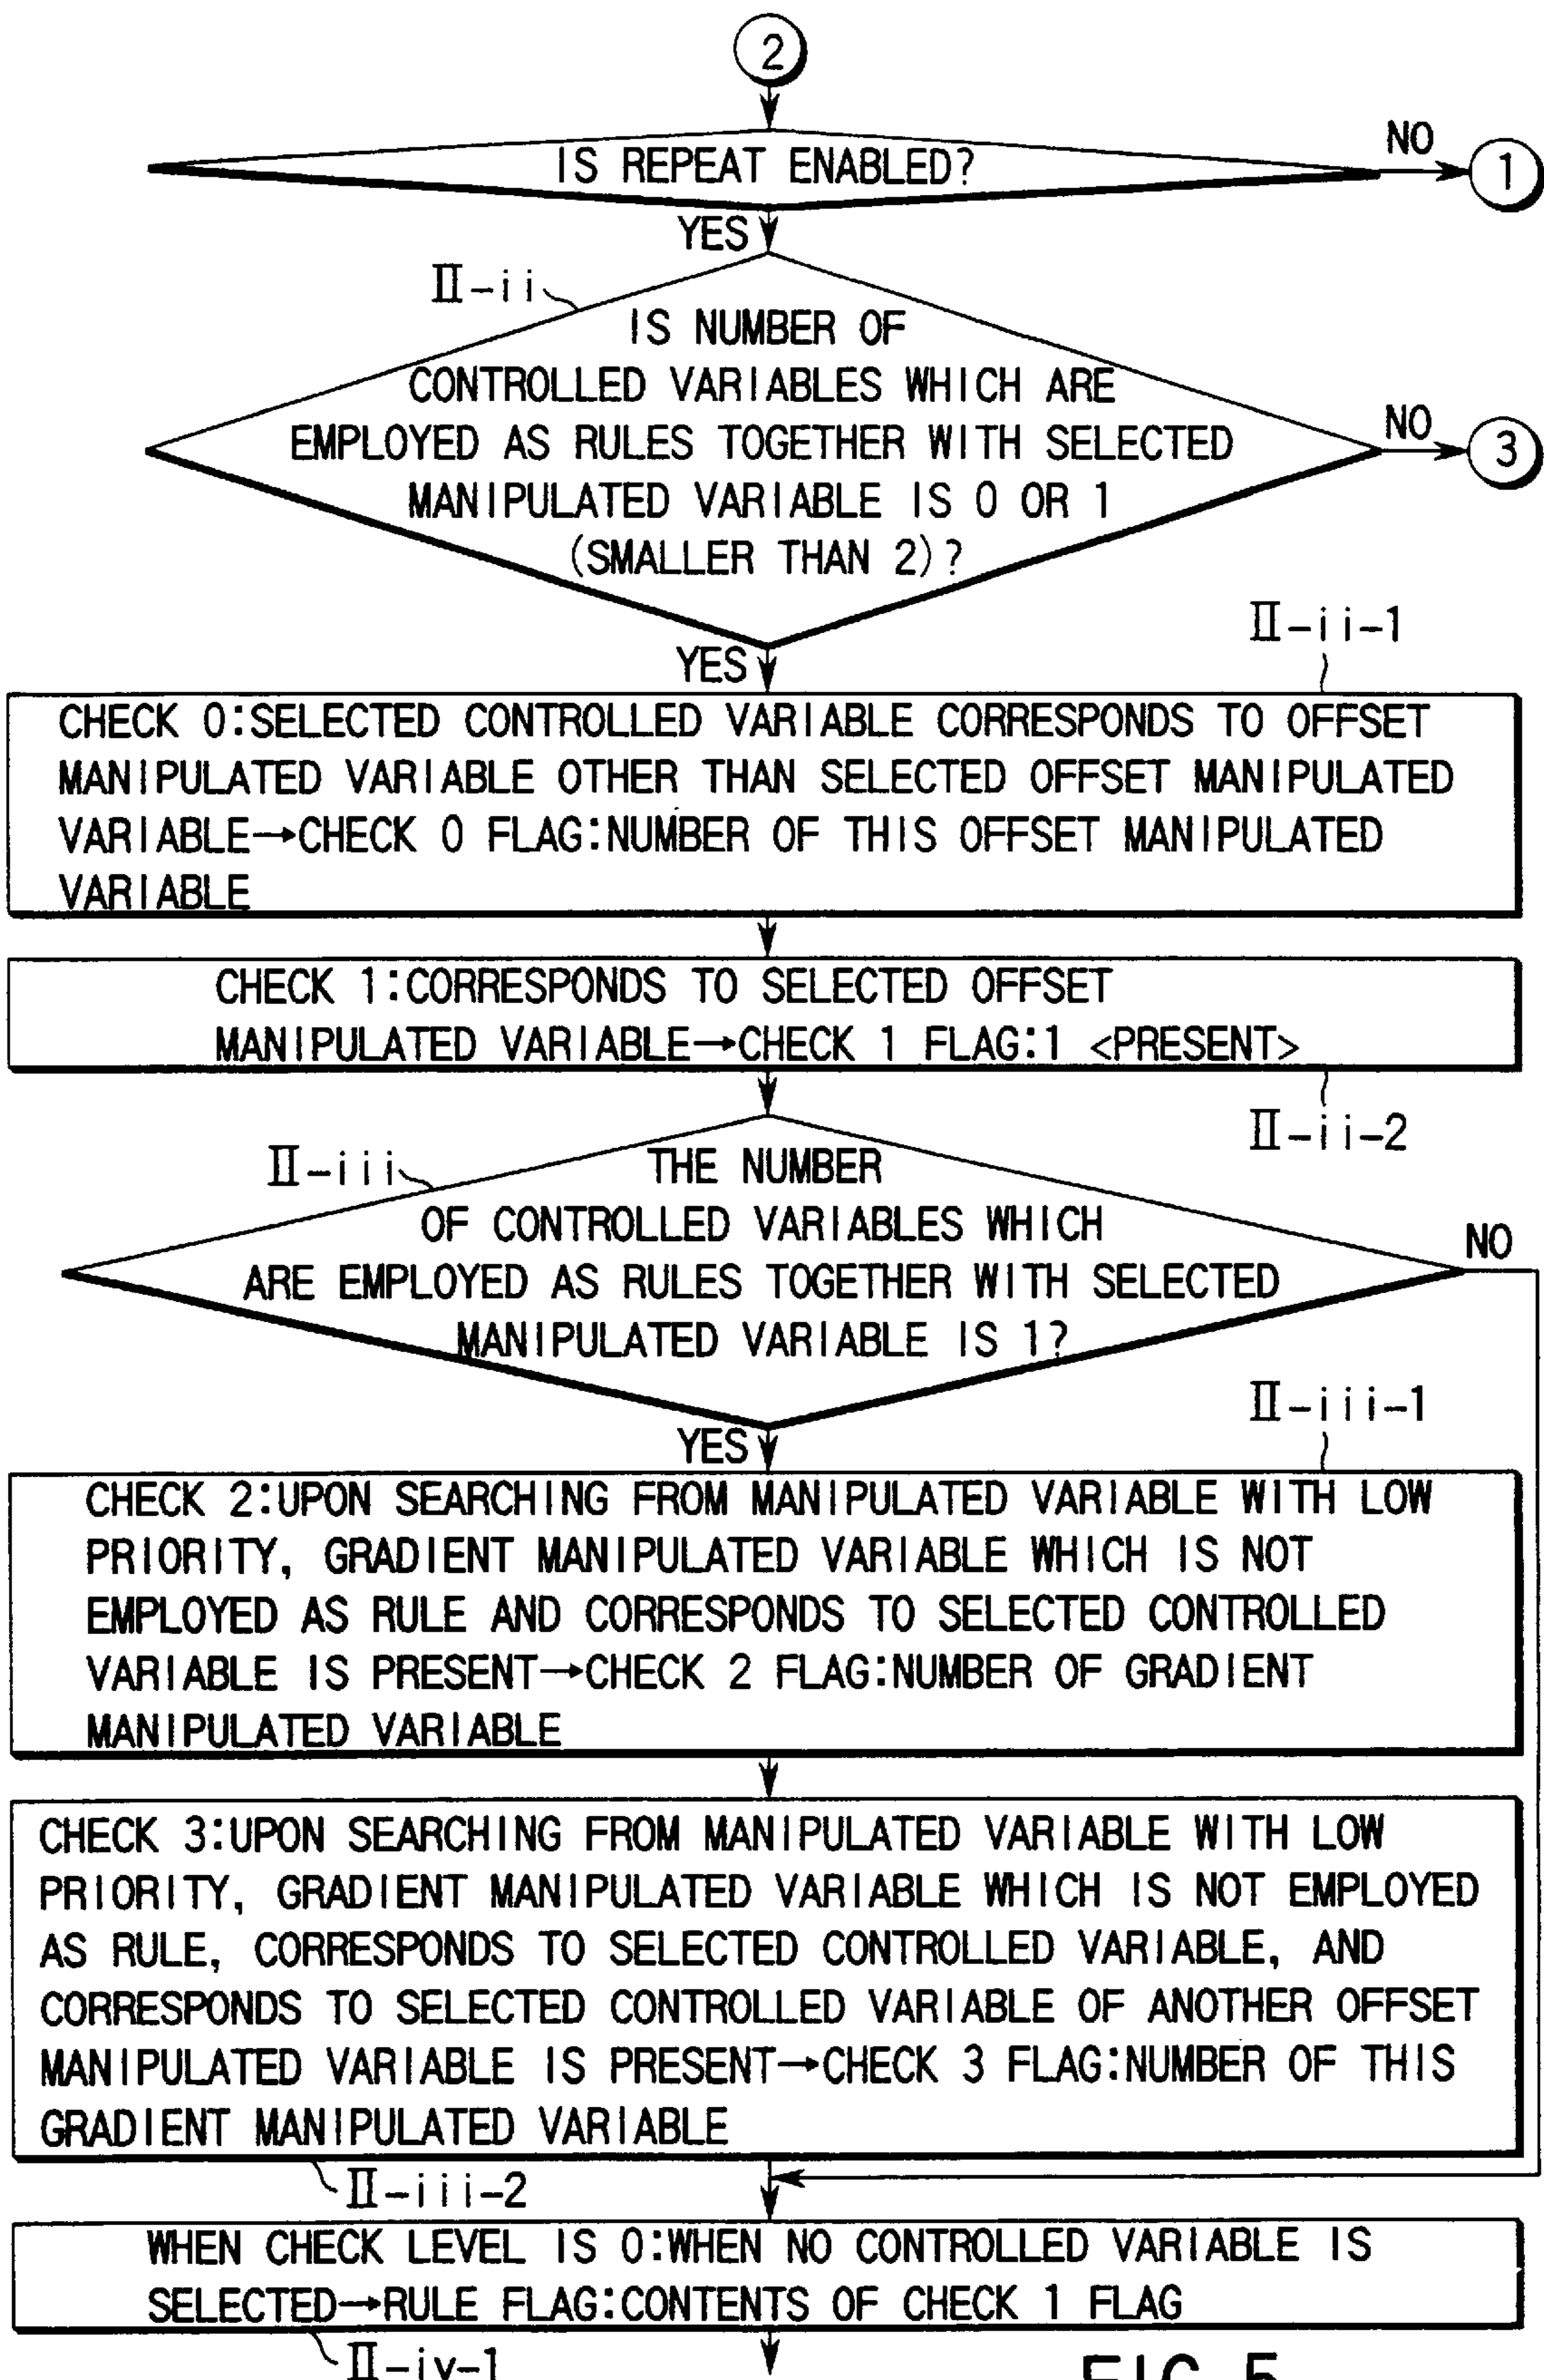 2
IS REPEAT ENABLED?
NO
1
YES
II-ii
IS NUMBER OF
CONTROLLED VARIABLES WHICH ARE
EMPLOYED AS RULES TOGETHER WITH SELECTED
MANIPULATED VARIABLE IS 0 OR 1
(SMALLER THAN 2)?
NO
3
YES
II-ii-1
CHECK 0:SELECTED CONTROLLED VARIABLE CORRESPONDS TO OFFSET
MANIPULATED VARIABLE OTHER THAN SELECTED OFFSET MANIPULATED
VARIABLE→CHECK 0 FLAG:NUMBER OF THIS OFFSET MANIPULATED
VARIABLE
CHECK 1:CORRESPONDS TO SELECTED OFFSET
MANIPULATED VARIABLE→CHECK 1 FLAG:1 <PRESENT>
II-ii-2
II-iii
THE NUMBER
OF CONTROLLED VARIABLES WHICH
ARE EMPLOYED AS RULES TOGETHER WITH SELECTED
MANIPULATED VARIABLE IS 1?
NO
YES
II-iii-1
CHECK 2:UPON SEARCHING FROM MANIPULATED VARIABLE WITH LOW
PRIORITY, GRADIENT MANIPULATED VARIABLE WHICH IS NOT
EMPLOYED AS RULE AND CORRESPONDS TO SELECTED CONTROLLED
VARIABLE IS PRESENT→CHECK 2 FLAG:NUMBER OF GRADIENT
MANIPULATED VARIABLE
CHECK 3:UPON SEARCHING FROM MANIPULATED VARIABLE WITH LOW
PRIORITY, GRADIENT MANIPULATED VARIABLE WHICH IS NOT EMPLOYED
AS RULE, CORRESPONDS TO SELECTED CONTROLLED VARIABLE, AND
CORRESPONDS TO SELECTED CONTROLLED VARIABLE OF ANOTHER OFFSET
MANIPULATED VARIABLE IS PRESENT→CHECK 3 FLAG:NUMBER OF THIS
GRADIENT MANIPULATED VARIABLE
II-iii-2
WHEN CHECK LEVEL IS 0:WHEN NO CONTROLLED VARIABLE IS
SELECTED→RULE FLAG:CONTENTS OF CHECK 1 FLAG
II-iv-1
FIG. 5